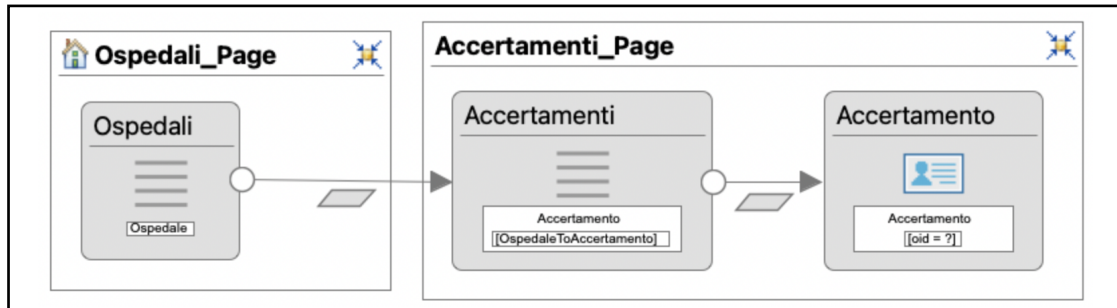 Ospedali_Page
Accertamenti_Page
Ospedali
Ospedale
Accertamenti
Accertamento
[OspedaleToAccertamento]
Accertamento
Accertamento
[oid = ?]